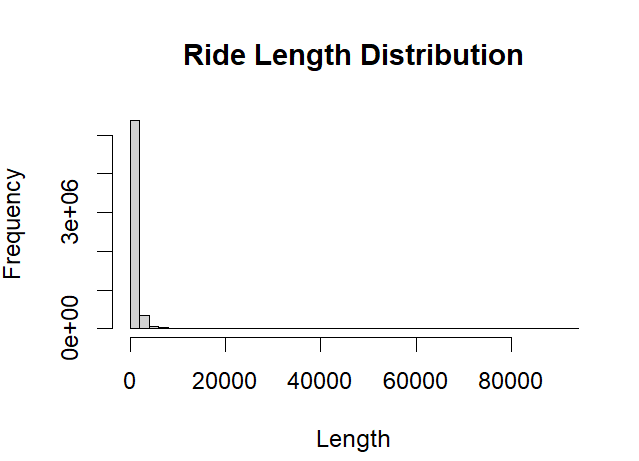 Ride Length Distribution
Frequency
3e+06
0e+00
0 20000 40000 60000 80000
Length